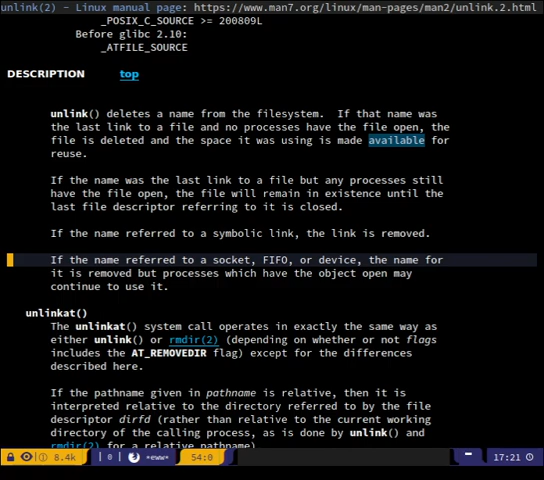 unlink(2) - Linux manual page: https://www.man7.org/linux/man-pages/man2/unlink.2.html
_POSIX_C_SOURCE >= 200809L
Before glibc 2.10:
_ATFILE_SOURCE
DESCRIPTION top
unlink() deletes a name from the filesystem. If that name was
the last link to a file and no processes have the file open, the
file is deleted and the space it was using is made available for
reuse.
If the name was the last link to a file but any processes still
have the file open, the file will remain in existence until the
last file descriptor referring to it is closed.
If the name referred to a symbolic link, the link is removed.
If the name referred to a socket, FIFO, or device, the name for
it is removed but processes which have the object open may
continue to use it.
unlinkat()
The unlinkat() system call operates in exactly the same way as
either unlink() or rmdir(2) (depending on whether or not flags
includes the AT_REMOVEDIR flag) except for the differences
described here.
If the pathname given in pathname is relative, then it is
interpreted relative to the directory referred to by the file
descriptor dirfd (rather than relative to the current working
directory of the calling process, as is done by unlink() and
rmdir(2) for a relative pathname).
8.4k | 0 | *eww* 54:0 17:21